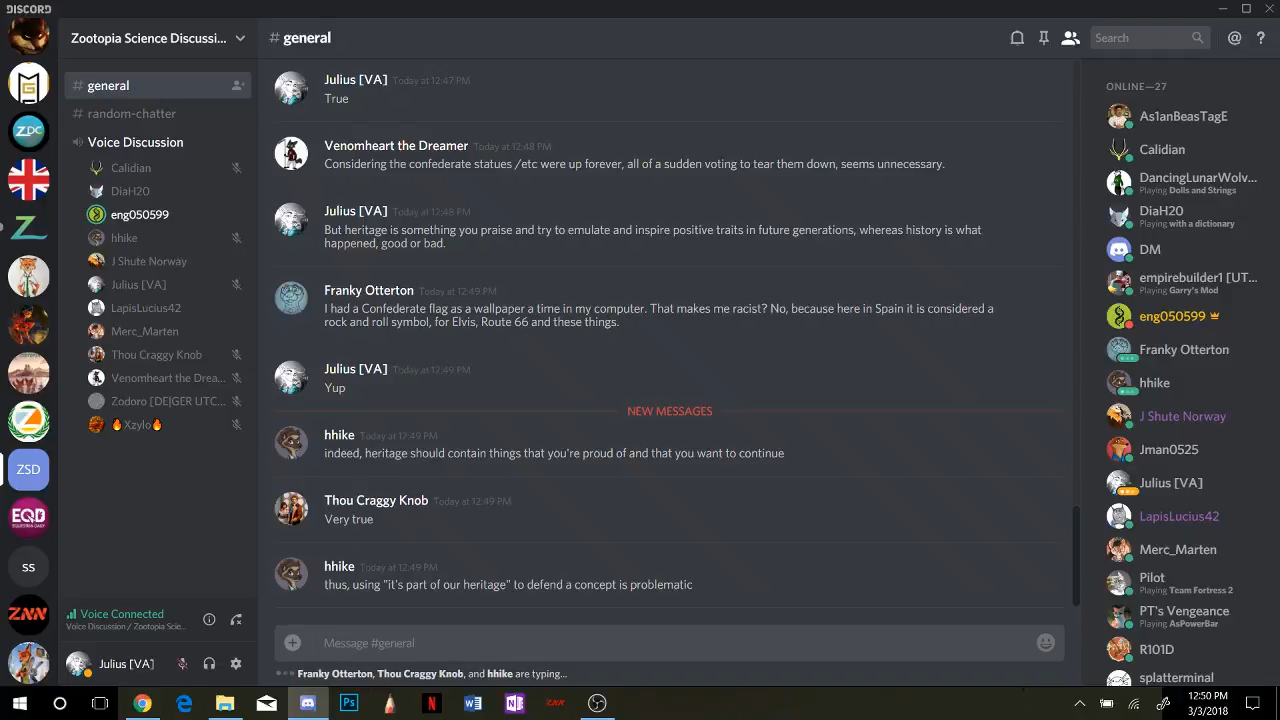 DISCORD
Zootopia Science Discussi...
# general
Search
# general
# random-chatter
Voice Discussion
Calidian
DiaH20
eng050599
hhike
J Shute Norway
Julius [VA]
LapisLucius42
Merc_Marten
Thou Craggy Knob
Venomheart the Drea...
Zodoro [DE|GER UTC...
🔥Xzylo🔥
Voice Connected
Voice Discussion / Zootopia Scie...
Julius [VA]
ZDC
ZSD
EQD
EQUESTRIA DAILY
ss
ZNN
Julius [VA] Today at 12:47 PM
True
Venomheart the Dreamer Today at 12:48 PM
Considering the confederate statues /etc were up forever, all of a sudden voting to tear them down, seems unnecessary.
Julius [VA] Today at 12:48 PM
But heritage is something you praise and try to emulate and inspire positive traits in future generations, whereas history is what
happened, good or bad.
Franky Otterton Today at 12:49 PM
I had a Confederate flag as a wallpaper a time in my computer. That makes me racist? No, because here in Spain it is considered a
rock and roll symbol, for Elvis, Route 66 and these things.
Julius [VA] Today at 12:49 PM
Yup
NEW MESSAGES
hhike Today at 12:49 PM
indeed, heritage should contain things that you're proud of and that you want to continue
Thou Craggy Knob Today at 12:49 PM
Very true
hhike Today at 12:49 PM
thus, using "it's part of our heritage" to defend a concept is problematic
Message #general
Franky Otterton, Thou Craggy Knob, and hhike are typing...
ONLINE—27
As1anBeasTagE
Calidian
DancingLunarWolv...
Playing Dolls and Strings
DiaH20
Playing with a dictionary
DM
empirebuilder1 [UT...
Playing Garry's Mod
eng050599
Franky Otterton
hhike
J Shute Norway
Jman0525
Julius [VA]
LapisLucius42
Merc_Marten
Pilot
Playing Team Fortress 2
PT's Vengeance
Playing AsPowerBar
R101D
splatterminal
12:50 PM
3/3/2018